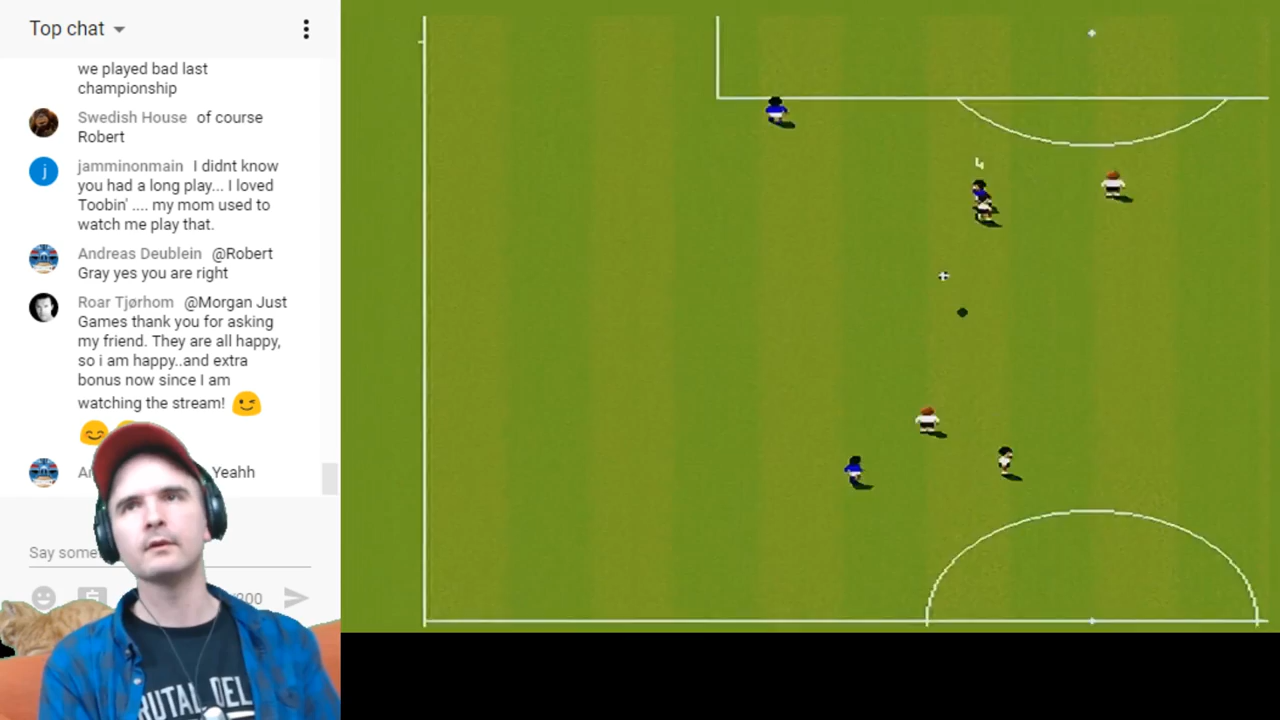 Top chat
we played bad last
championship
Swedish House of course
Robert
j
jamminonmain I didnt know
you had a long play... I loved
Toobin' .... my mom used to
watch me play that.
Andreas Deublein @Robert
Gray yes you are right
Roar Tjørhom @Morgan Just
Games thank you for asking
my friend. They are all happy,
so i am happy..and extra
bonus now since I am
watching the stream!
Yeahh
4